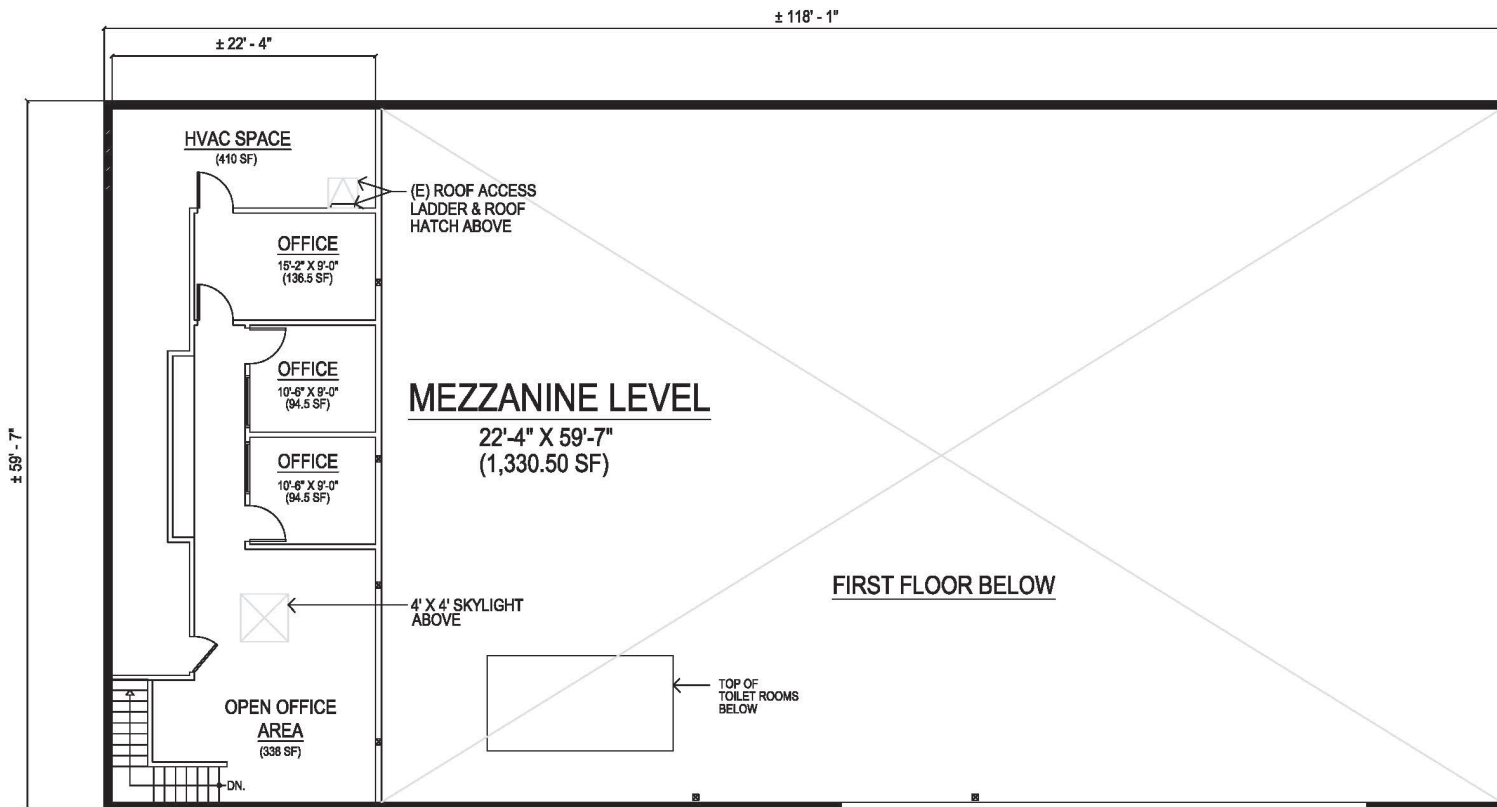 ± 118' - 1"
± 22' - 4"
± 59' - 7"
HVAC SPACE
(410 SF)
(E) ROOF ACCESS
LADDER & ROOF
HATCH ABOVE
OFFICE
15'-2" X 9'-0"
(136.5 SF)
OFFICE
10'-6" X 9'-0"
(94.5 SF)
MEZZANINE LEVEL
22'-4" X 59'-7"
(1,330.50 SF)
OFFICE
10'-6" X 9'-0"
(94.5 SF)
FIRST FLOOR BELOW
4' X 4' SKYLIGHT
ABOVE
TOP OF
TOILET ROOMS
BELOW
OPEN OFFICE
AREA
(338 SF)
DN.